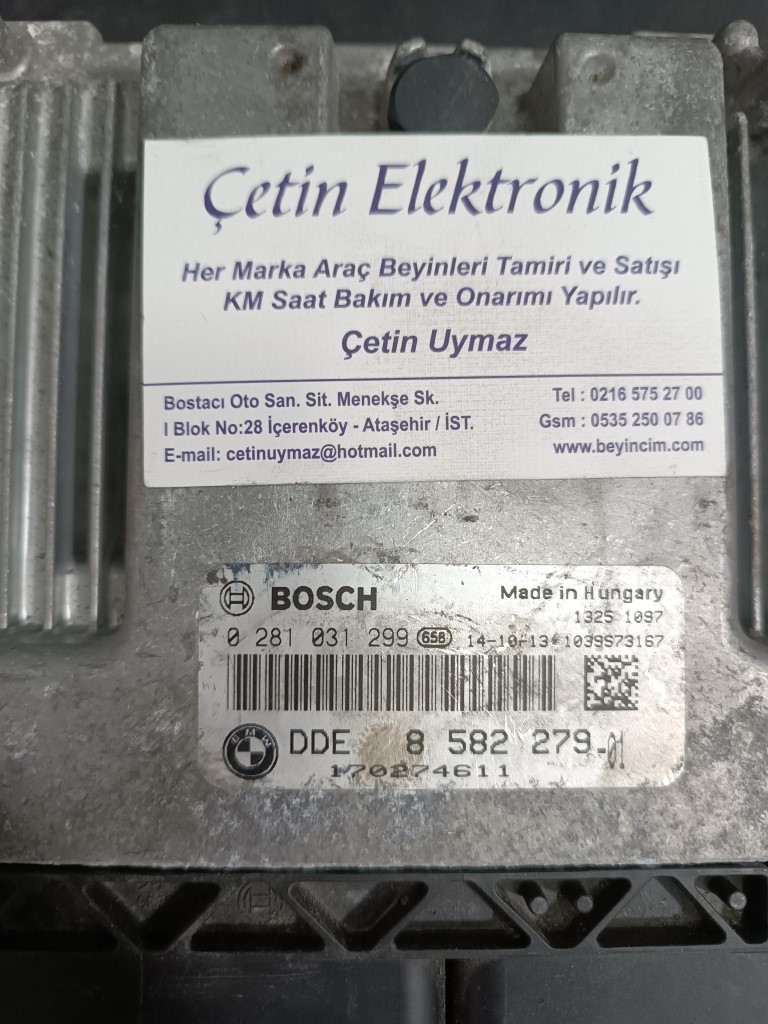 Çetin Elektronik
Her Marka Araç Beyinleri Tamiri ve Satışı
KM Saat Bakım ve Onarımı Yapılır.
Çetin Uymaz
Bostacı Oto San. Sit. Menekşe Sk.
I Blok No:28 İçerenköy - Ataşehir / İST.
E-mail: cetinuymaz@hotmail.com
Tel : 0216 575 27 00
Gsm : 0535 250 07 86
www.beyincim.com
BOSCH
Made in Hungary
1325 1097
0 281 031 299 658 14-10-13* 1039S73167
BMW
DDE 8 582 279-01
170274611